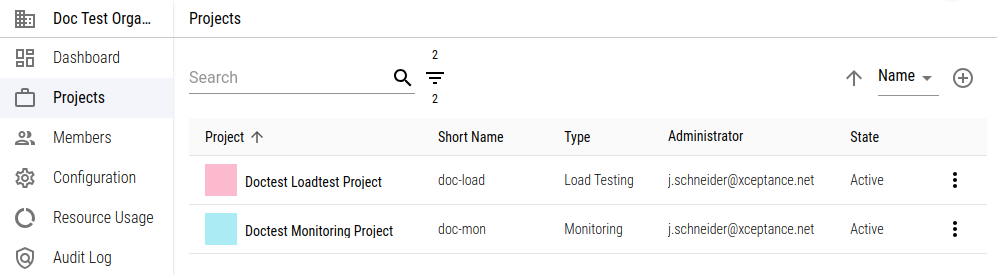 Doc Test Orga...
Projects
Dashboard
Projects
Members
Configuration
Resource Usage
Audit Log
Search
2
2
Name
Project Short Name Type Administrator State
Doctest Loadtest Project doc-load Load Testing j.schneider@xceptance.net Active
Doctest Monitoring Project doc-mon Monitoring j.schneider@xceptance.net Active